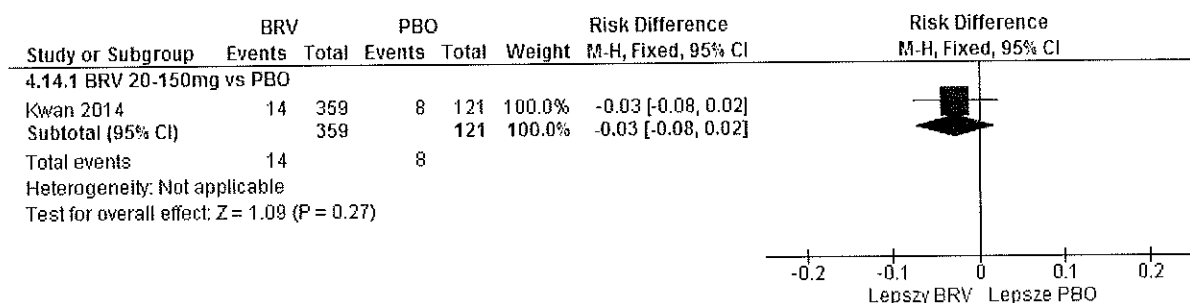 BRV PBO Risk Difference Risk Difference
Study or Subgroup Events Total Events Total Weight M-H, Fixed, 95% CI M-H, Fixed, 95% CI
4.14.1 BRV 20-150mg vs PBO
Kwan 2014 14 359 8 121 100.0% -0.03 [-0.08, 0.02]
Subtotal (95% CI) 359 121 100.0% -0.03 [-0.08, 0.02]
Total events 14 8
Heterogeneity: Not applicable
Test for overall effect: Z = 1.09 (P = 0.27)
-0.2 -0.1 0 0.1 0.2
Lepszy BRV Lepsze PBO